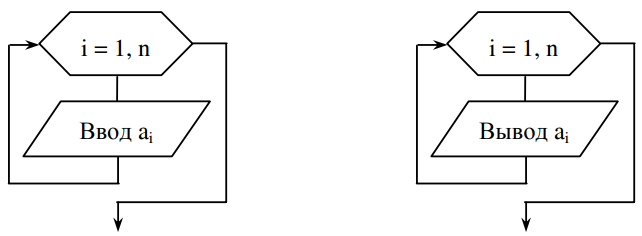 i = 1, n
Ввод aᵢ
i = 1, n
Вывод aᵢ